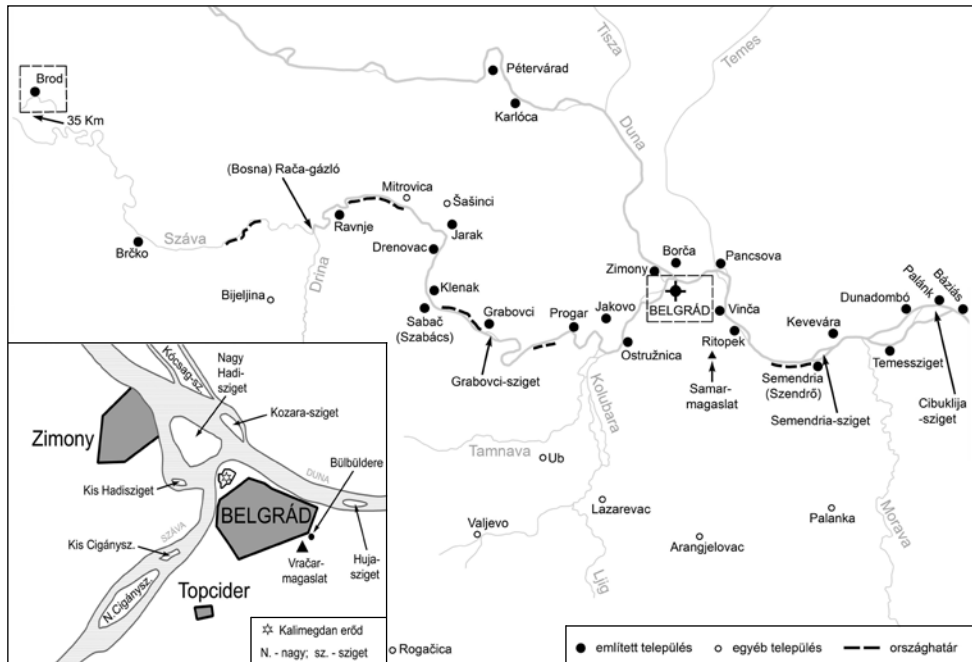 Brod
35 Km
Pétervárad
Karlóca
Tisza
Temes
Duna
(Bosna) Rača-gázló
Mitrovica
Šašinci
Ravnje
Jarak
Drenovac
Száva
Brčko
Drina
Bijeljina
Klenak
Sabač
(Szabács)
Grabovci
Grabovci-sziget
Progar
Jakovo
Ostružnica
Zimony
Borča
Pancsova
BELGRÁD
Vinča
Ritopek
Samar-
magaslat
Kevevára
Semendria
(Szendrő)
Semendria-sziget
Dunadombó
Palánk
Báziás
Temessziget
Cibuklija
-sziget
Kolubara
Tamnava
Ub
Lazarevac
Valjevo
Arangjelovac
Palanka
Morava
Ljig
Rogačica
Kócsag-sz.
Nagy
Hadi-
sziget
Kozara-sziget
Zimony
Bülbüldere
DUNA
Kis Hadisziget
BELGRÁD
SZÁVA
Kis Cigánysz.
Vračar-
magaslat
Huja-
sziget
N.Cigánysz.
Topcider
Kalimegdan erőd
N. - nagy; sz. - sziget
említett település
egyéb település
országhatár